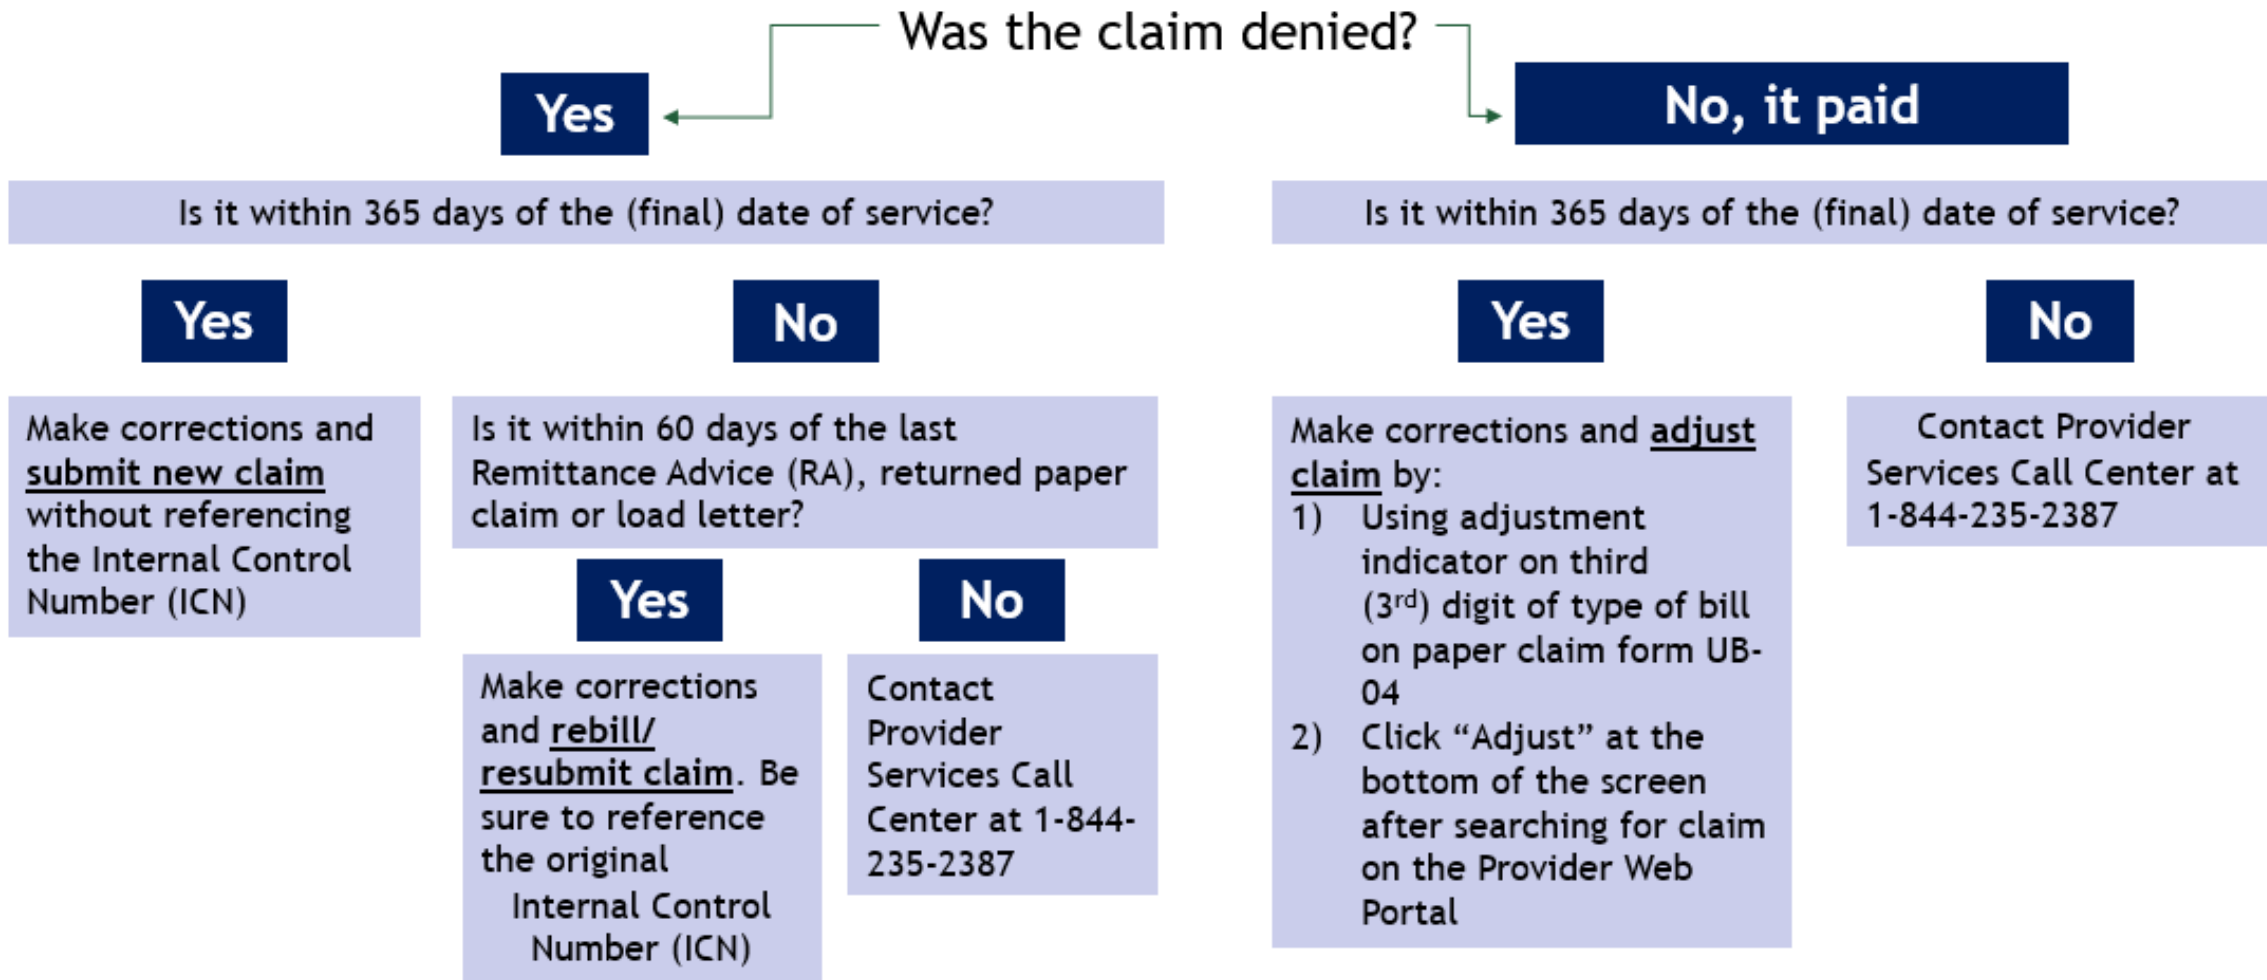 Was the claim denied?
Yes
No, it paid
Is it within 365 days of the (final) date of service?
Is it within 365 days of the (final) date of service?
Yes
No
Yes
No
Make corrections and
submit new claim
without referencing
the Internal Control
Number (ICN)
Is it within 60 days of the last
Remittance Advice (RA), returned paper
claim or load letter?
Yes
No
Make corrections
and rebill/
resubmit claim. Be
sure to reference
the original
Internal Control
Number (ICN)
Contact
Provider
Services Call
Center at 1-844-
235-2387
Make corrections and adjust
claim by:
1) Using adjustment
indicator on third
(3rd) digit of type of bill
on paper claim form UB-
04
2) Click “Adjust” at the
bottom of the screen
after searching for claim
on the Provider Web
Portal
Contact Provider
Services Call Center at
1-844-235-2387